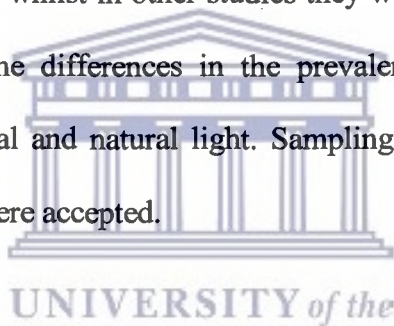 whilst in other studies they w
ne differences in the prevalen
al and natural light. Sampling
ere accepted.
UNIVERSITY of the